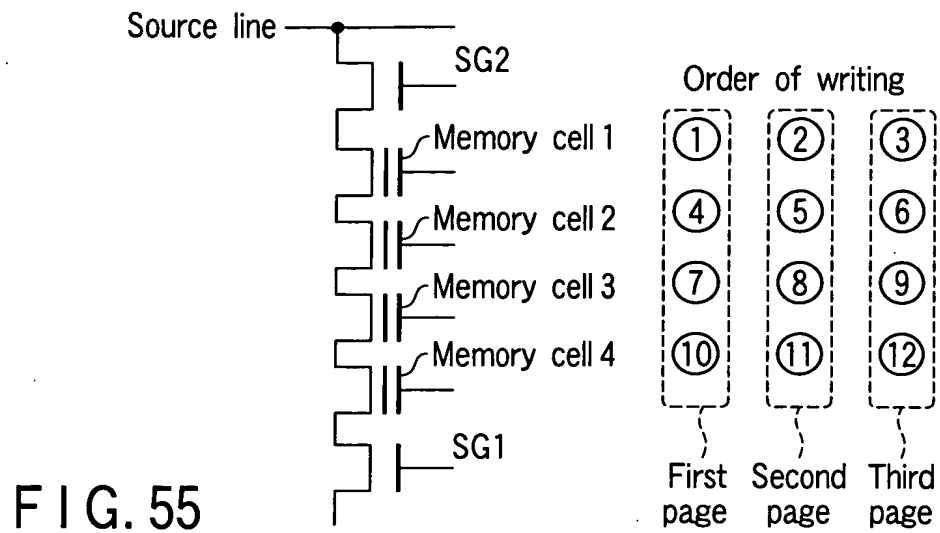 Source line
SG2
Order of writing
Memory cell 1 ① ② ③
Memory cell 2 ④ ⑤ ⑥
Memory cell 3 ⑦ ⑧ ⑨
Memory cell 4 ⑩ ⑪ ⑫
SG1
First page
Second page
Third page
FIG. 55